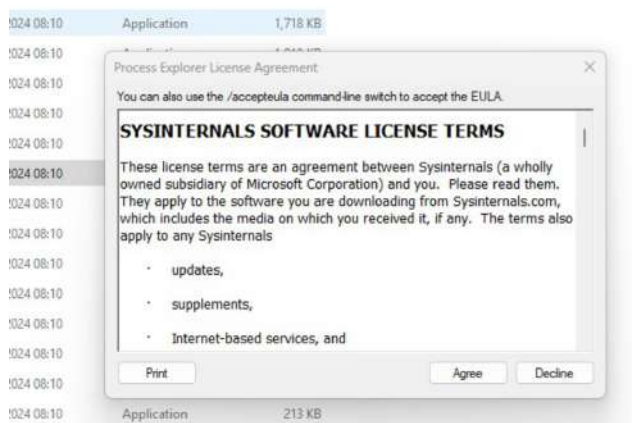 2024 08:10 Application 1,718 KB
2024 08:10
Process Explorer License Agreement
You can also use the /accepteula command-line switch to accept the EULA.
2024 08:10
SYSINTERNALS SOFTWARE LICENSE TERMS
2024 08:10
2024 08:10
These license terms are an agreement between Sysinternals (a wholly
2024 08:10
owned subsidiary of Microsoft Corporation) and you. Please read them.
They apply to the software you are downloading from Sysinternals.com,
2024 08:10
which includes the media on which you received it, if any. The terms also
apply to any Sysinternals
2024 08:10
2024 08:10
· updates,
2024 08:10
· supplements,
2024 08:10
· Internet-based services, and
2024 08:10
Print Agree Decline
2024 08:10
2024 08:10 Application 213 KB